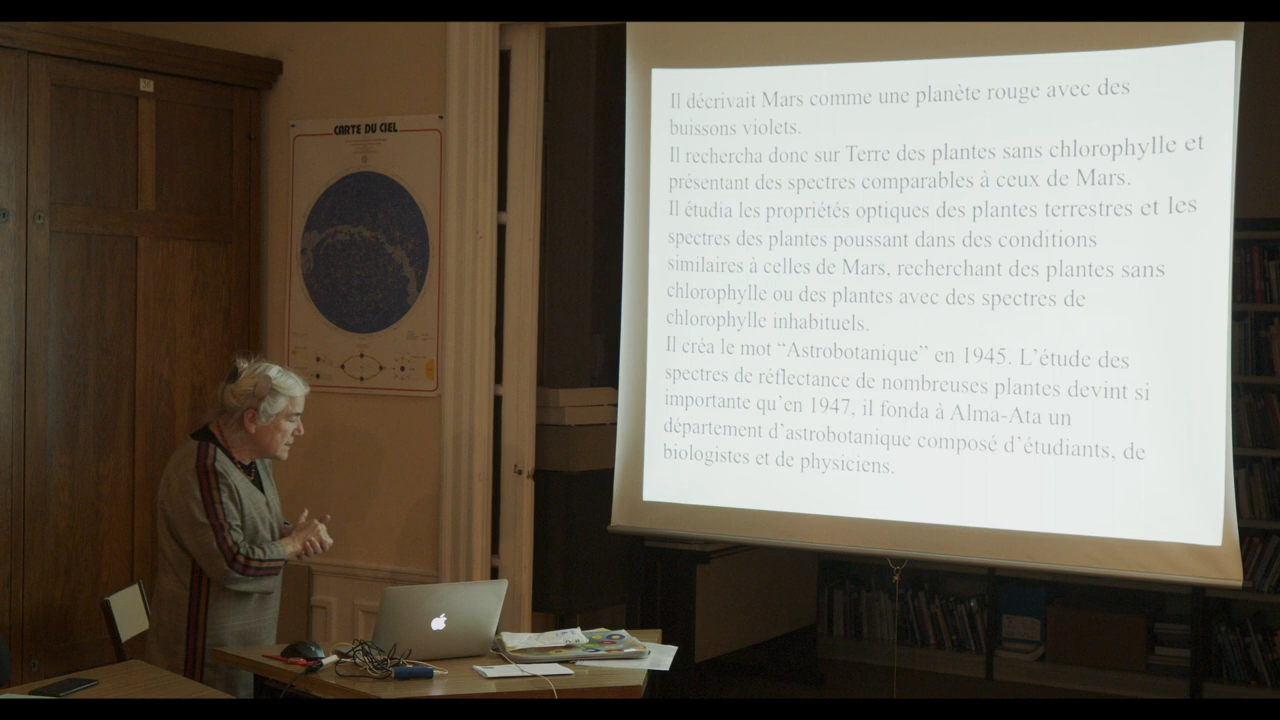 CARTE DU CIEL
Il décrivait Mars comme une planète rouge avec des
buissons violets.
Il rechercha donc sur Terre des plantes sans chlorophylle et
présentant des spectres comparables à ceux de Mars.
Il étudia les propriétés optiques des plantes terrestres et les
spectres des plantes poussant dans des conditions
similaires à celles de Mars, recherchant des plantes sans
chlorophylle ou des plantes avec des spectres de
chlorophylle inhabituels.
Il créa le mot “Astrobotanique” en 1945. L’étude des
spectres de réflectance de nombreuses plantes devint si
importante qu’en 1947, il fonda à Alma-Ata un
département d’astrobotanique composé d’étudiants, de
biologistes et de physiciens.